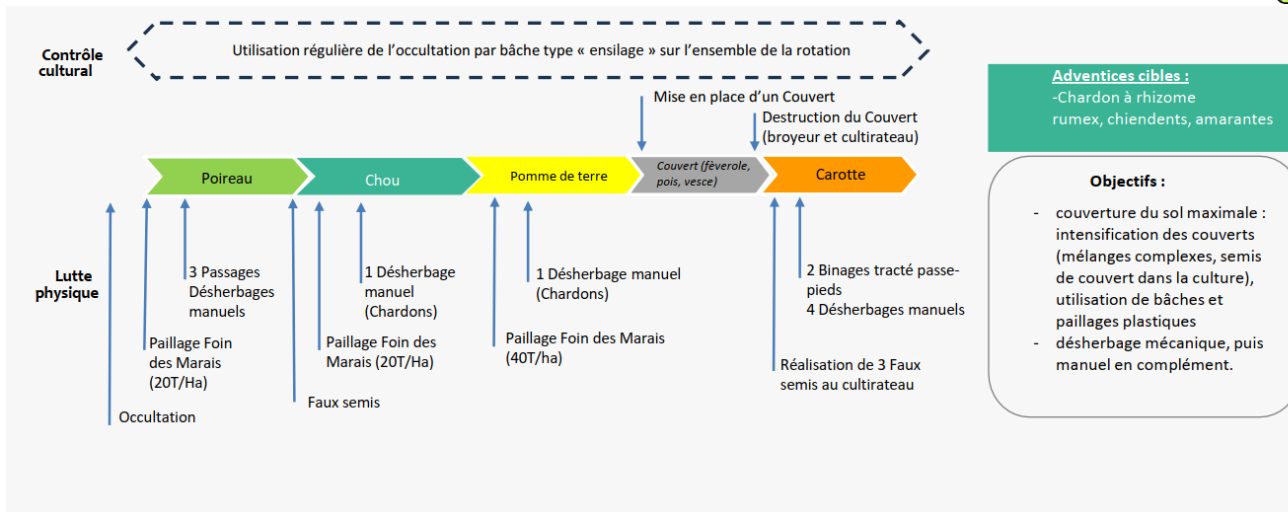 Contrôle
cultural
Utilisation régulière de l’occultation par bâche type « ensilage » sur l’ensemble de la rotation
Mise en place d’un Couvert
Destruction du Couvert
(broyeur et cultirateau)
Poireau
Chou
Pomme de terre
Couvert (fèverole,
pois, vesce)
Carotte
Lutte
physique
Occultation
Paillage Foin
des Marais
(20T/Ha)
3 Passages
Désherbages
manuels
Faux semis
Paillage Foin des
Marais (20T/Ha)
1 Désherbage
manuel
(Chardons)
Paillage Foin des Marais
(40T/ha)
1 Désherbage manuel
(Chardons)
Réalisation de 3 Faux
semis au cultirateau
2 Binages tracté passe-
pieds
4 Désherbages manuels
Adventices cibles :
-Chardon à rhizome
rumex, chiendents, amarantes
Objectifs :
- couverture du sol maximale :
intensification des couverts
(mélanges complexes, semis
de couvert dans la culture),
utilisation de bâches et
paillages plastiques
- désherbage mécanique, puis
manuel en complément.